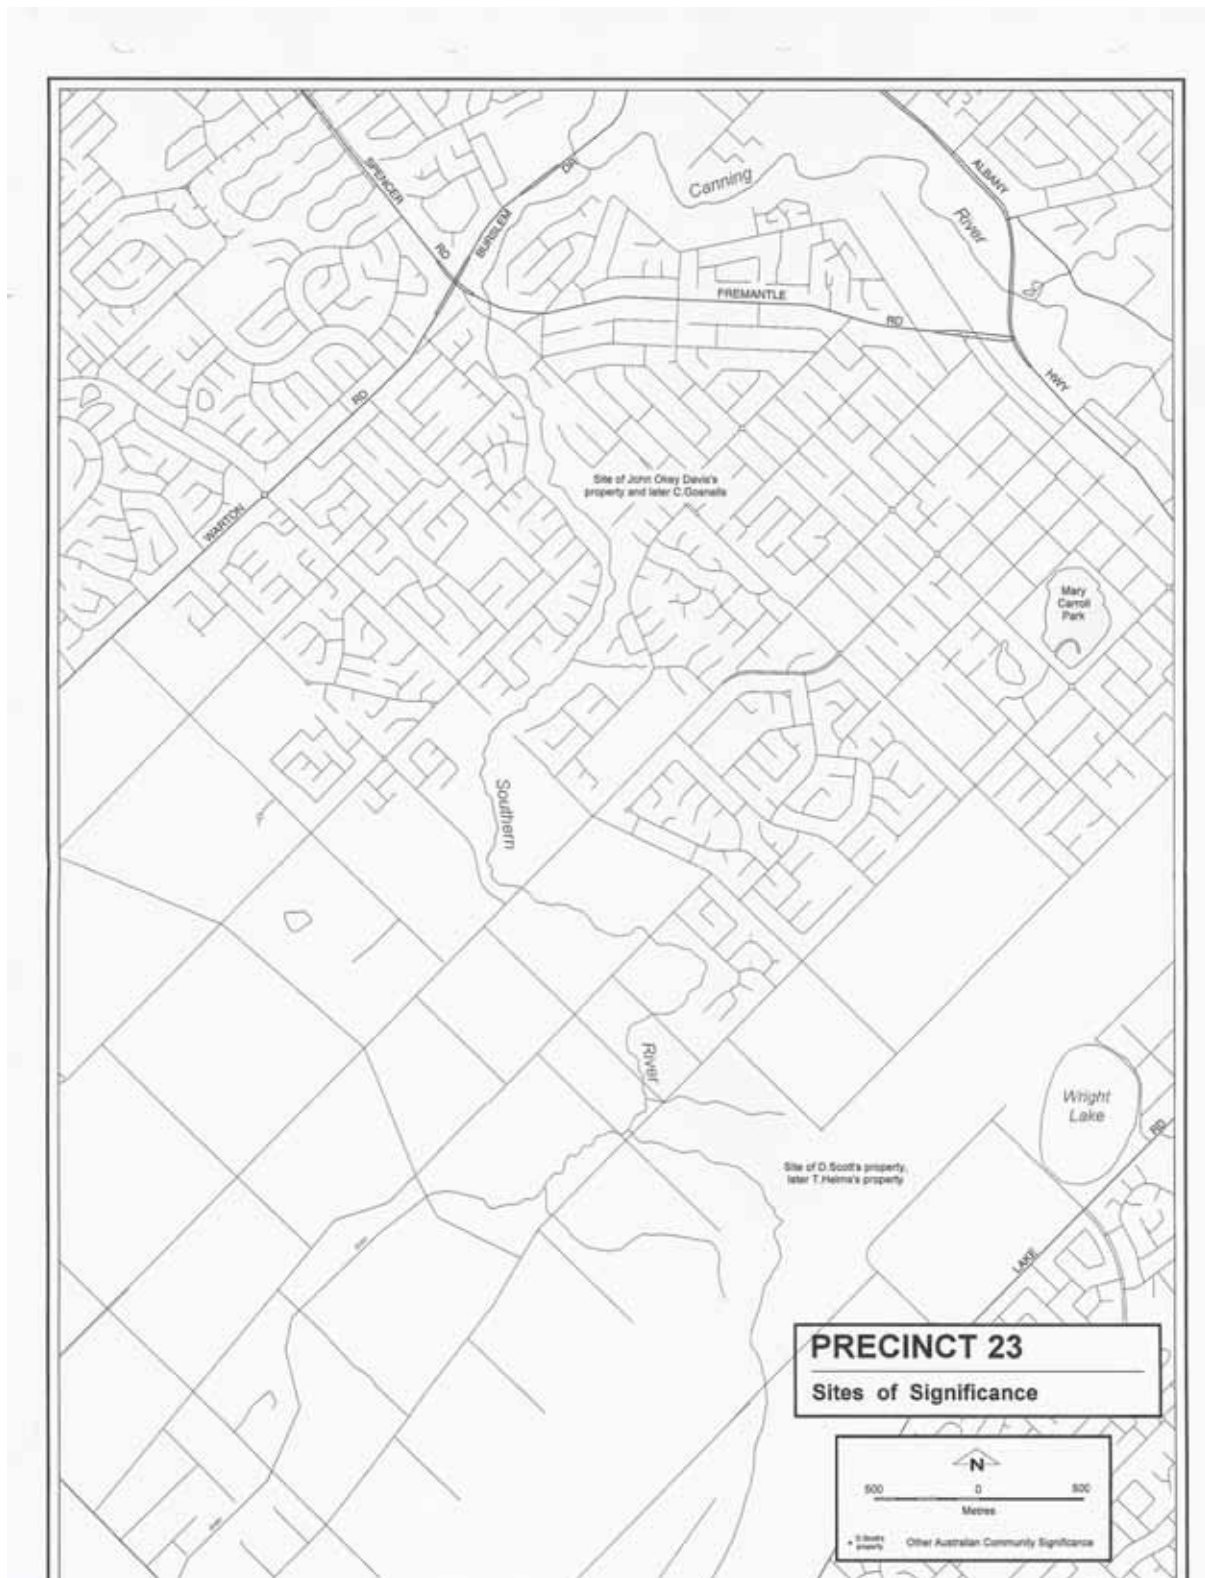 SPENCER
RD
BURSLEM
DR
Canning
River
ALBANY
HWY
FREMANTLE
RD
WARTON
RD
Site of John Okey Davis's
property and later C.Gosnells
Mary
Carroll
Park
Southern
River
Wright
Lake
LAKE
RD
Site of D.Scott's property,
later T.Helms's property
PRECINCT 23
Sites of Significance
N
500 0 500
Metres
D.Scott's
property
Other Australian Community Significance